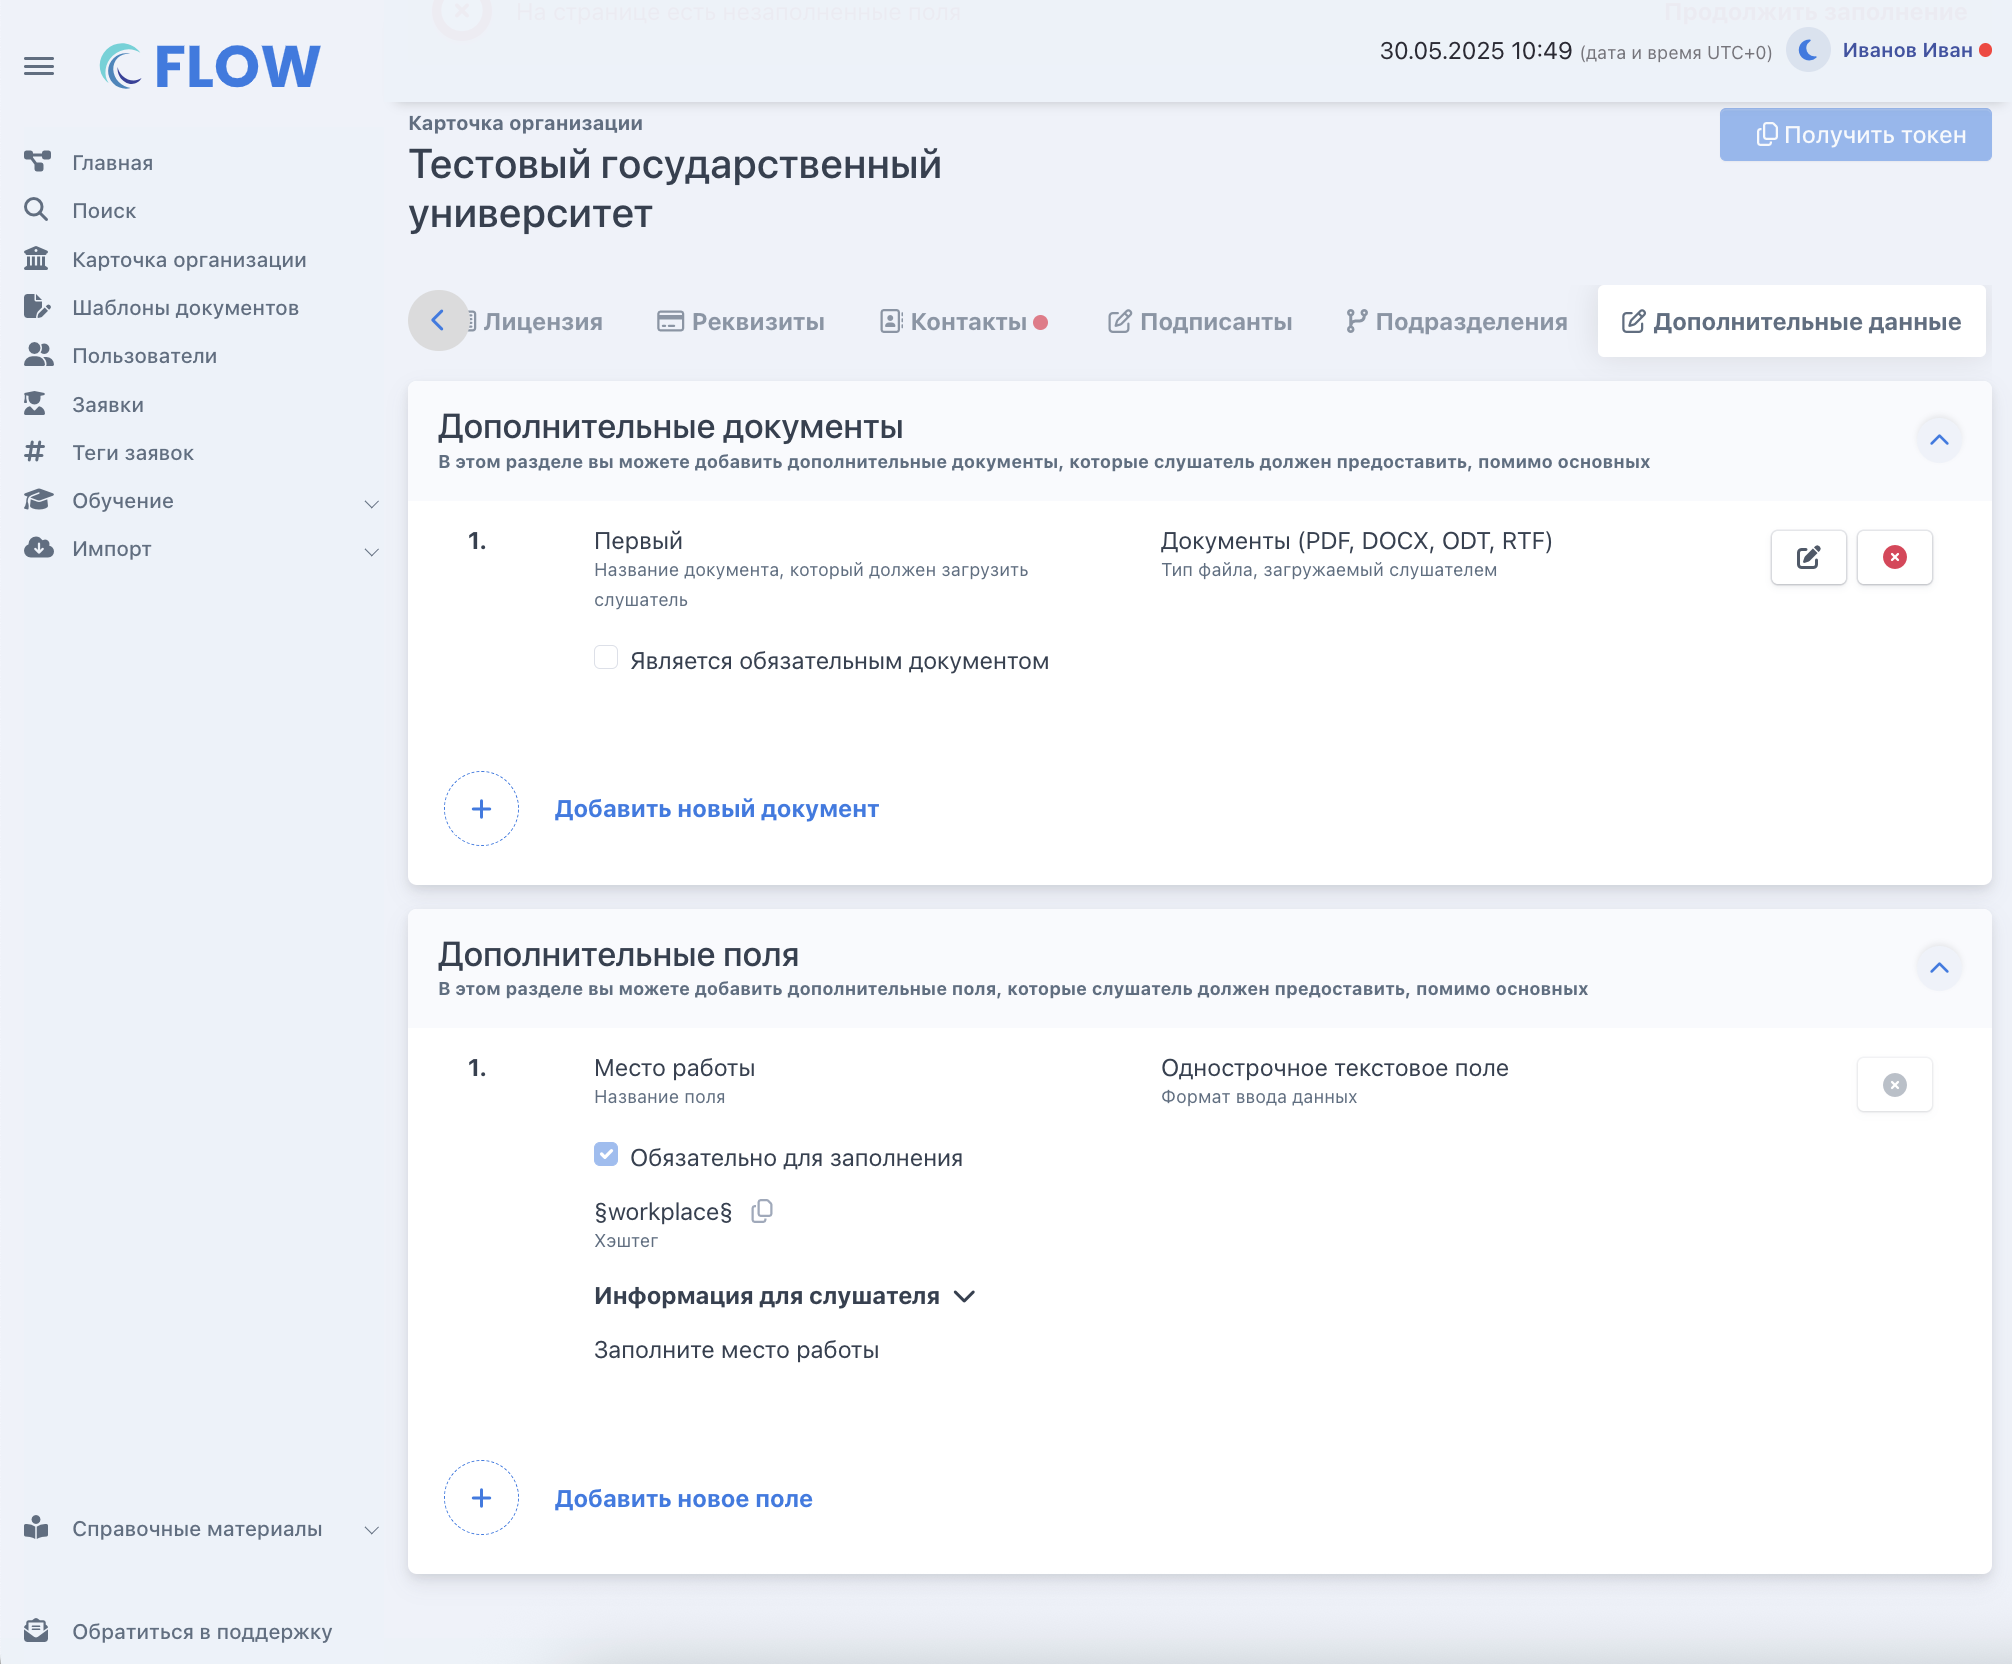 На странице есть незаполненные поля
Продолжить заполнение
FLOW
30.05.2025 10:49 (дата и время UTC+0)
Иванов Иван
Главная
Поиск
Карточка организации
Шаблоны документов
Пользователи
Заявки
Теги заявок
Обучение
Импорт
Справочные материалы
Обратиться в поддержку
Карточка организации
Тестовый государственный
университет
Получить токен
Лицензия
Реквизиты
Контакты
Подписанты
Подразделения
Дополнительные данные
Дополнительные документы
В этом разделе вы можете добавить дополнительные документы, которые слушатель должен предоставить, помимо основных
1.
Первый
Название документа, который должен загрузить
слушатель
Документы (PDF, DOCX, ODT, RTF)
Тип файла, загружаемый слушателем
Является обязательным документом
Добавить новый документ
Дополнительные поля
В этом разделе вы можете добавить дополнительные поля, которые слушатель должен предоставить, помимо основных
1.
Место работы
Название поля
Однострочное текстовое поле
Формат ввода данных
Обязательно для заполнения
§workplace§
Хэштег
Информация для слушателя
Заполните место работы
Добавить новое поле